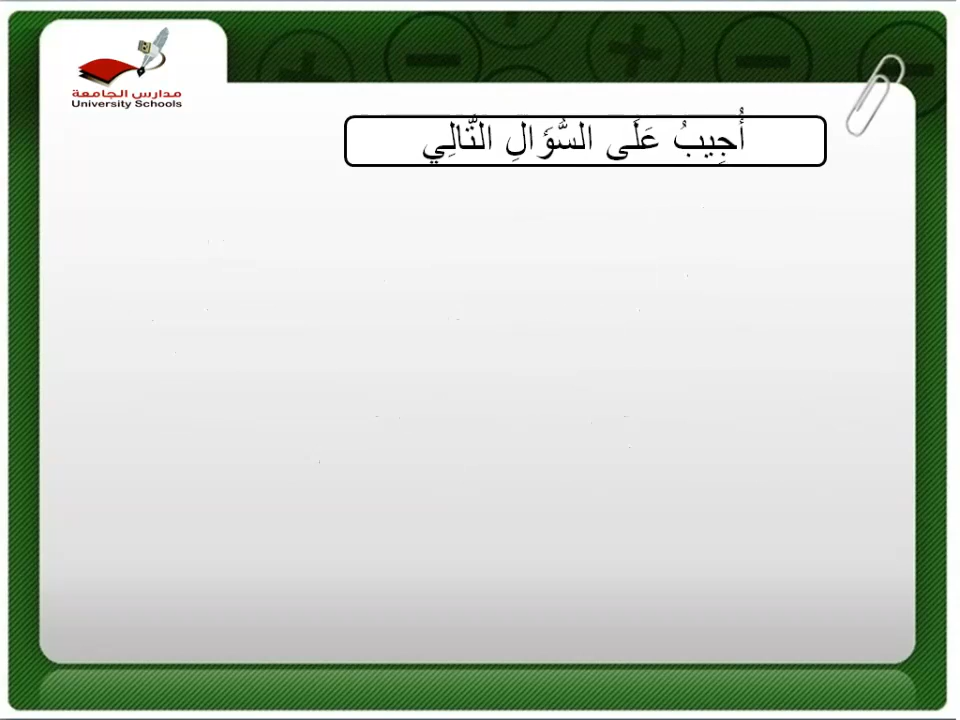 مدارس الجامعة
University Schools
أُجِيبُ عَلَى السُّؤَالِ التَّالِي